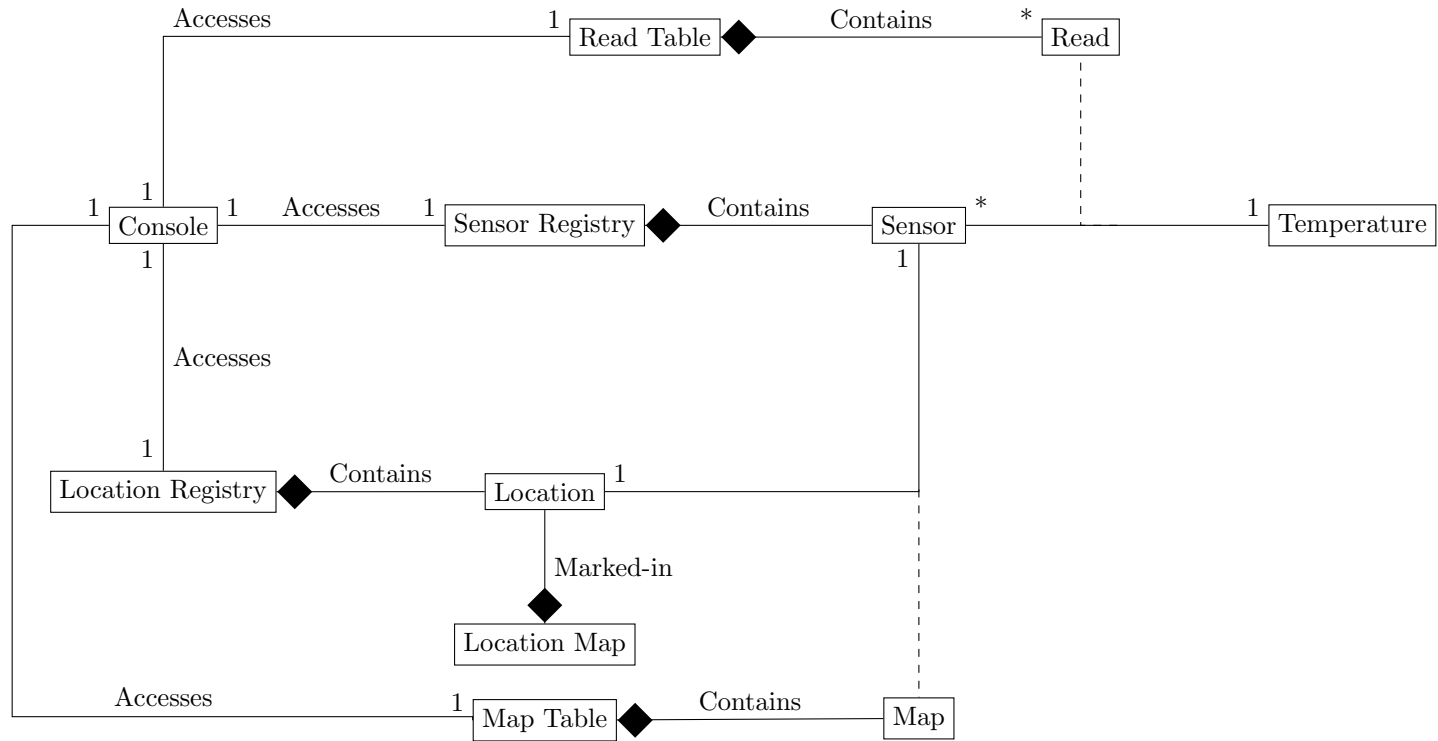 Accesses
1
Read Table
Contains
*
Read
1
1
Console
1
Accesses
1
Sensor Registry
Contains
Sensor
*
1
Temperature
1
1
Accesses
1
Location Registry
Contains
Location
1
Marked-in
Location Map
Accesses
1
Map Table
Contains
Map